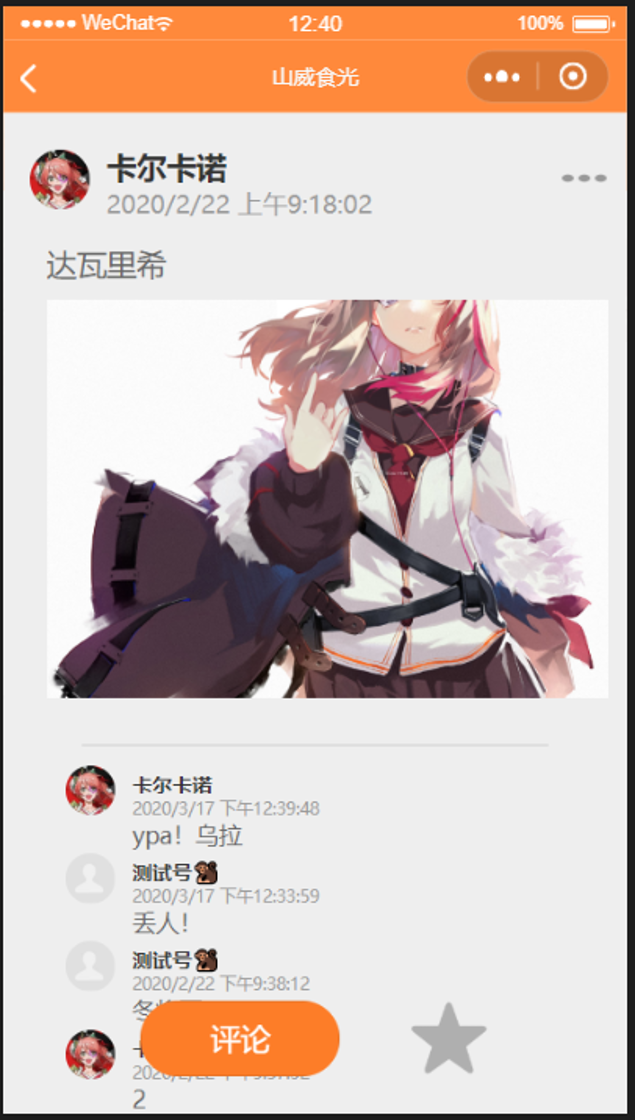 WeChat 12:40 100%
山威食光
卡尔卡诺
2020/2/22 上午9:18:02
达瓦里希
卡尔卡诺
2020/3/17 下午12:39:48
ypa！乌拉
测试号
2020/3/17 下午12:33:59
丢人！
测试号
2020/2/22 下午9:38:12
冬
评论
2